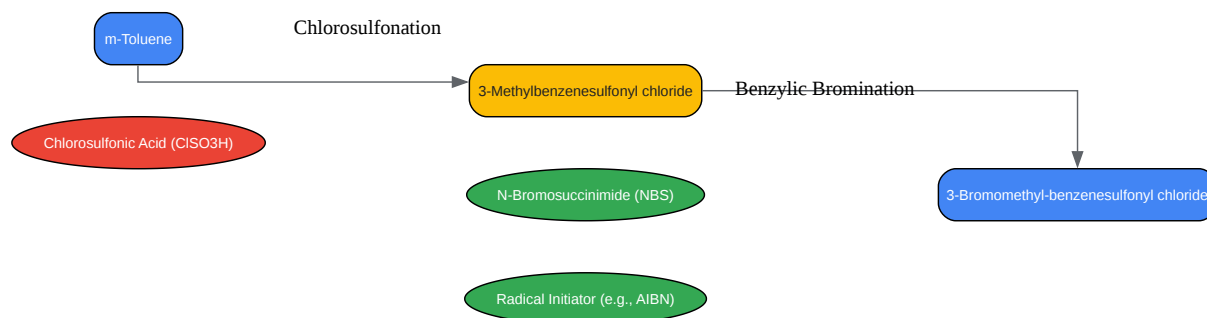 m-Toluene
Chlorosulfonation
3-Methylbenzenesulfonyl chloride
Benzylic Bromination
Chlorosulfonic Acid (ClSO3H)
N-Bromosuccinimide (NBS)
3-Bromomethyl-benzenesulfonyl chloride
Radical Initiator (e.g., AIBN)